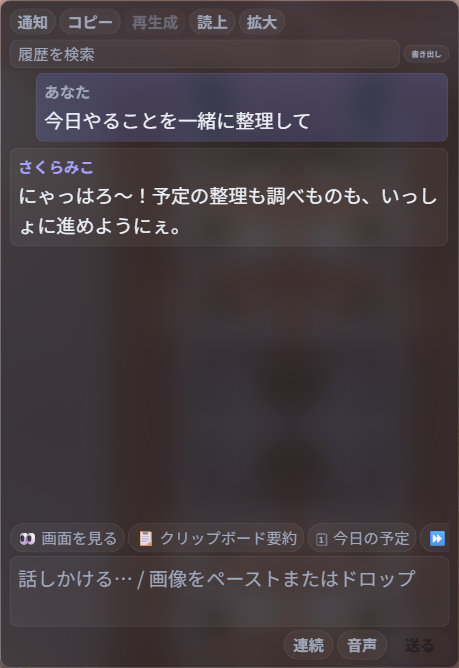 通知 コピー 再生成 読上 拡大
履歴を検索 書き出し
あなた
今日やることを一緒に整理して
さくらみこ
にゃっはろ～！予定の整理も調べものも、いっし
ょに進めようにぇ。
画面を見る クリップボード要約 今日の予定
話しかける… / 画像をペーストまたはドロップ
連続 音声 送る